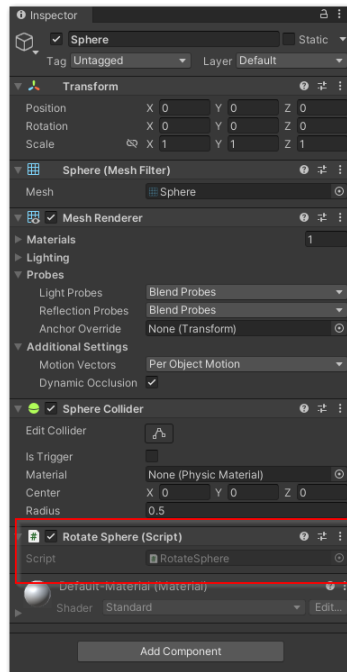 Inspector
Sphere Static
Tag Untagged Layer Default
Transform
Position X 0 Y 0 Z 0
Rotation X 0 Y 0 Z 0
Scale X 1 Y 1 Z 1
Sphere (Mesh Filter)
Mesh Sphere
Mesh Renderer
Materials 1
Lighting
Probes
Light Probes Blend Probes
Reflection Probes Blend Probes
Anchor Override None (Transform)
Additional Settings
Motion Vectors Per Object Motion
Dynamic Occlusion
Sphere Collider
Edit Collider
Is Trigger
Material None (Physic Material)
Center X 0 Y 0 Z 0
Radius 0.5
# Rotate Sphere (Script)
Script RotateSphere
Default-Material (Material)
Shader Standard Edit...
Add Component